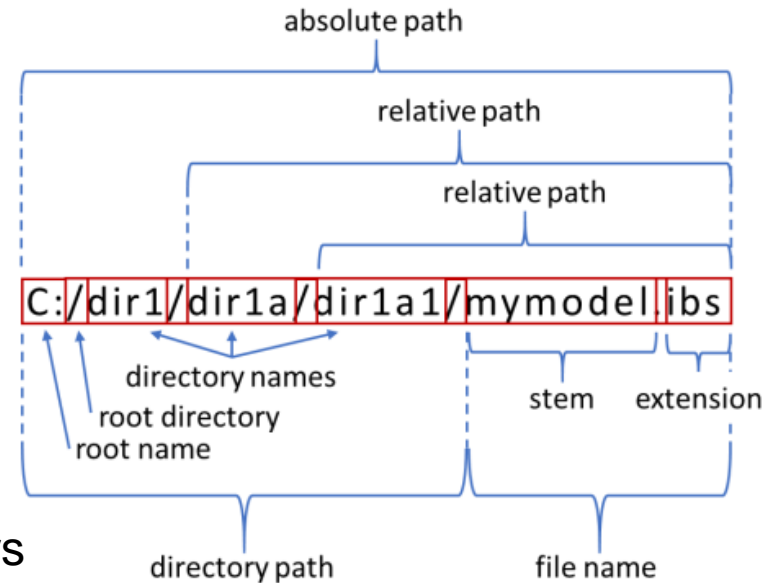 absolute path
relative path
relative path
C:/dir1/dir1a/dir1a1/mymodel.ibs
directory names
stem extension
root directory
root name
directory path file name